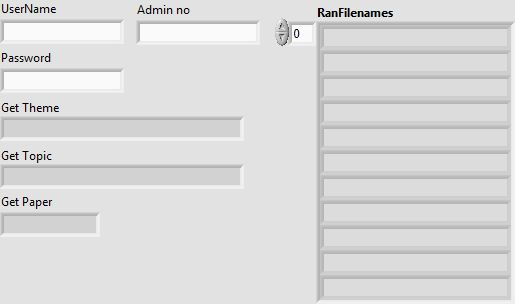 UserName
Admin no
RanFilenames
0
Password
Get Theme
Get Topic
Get Paper